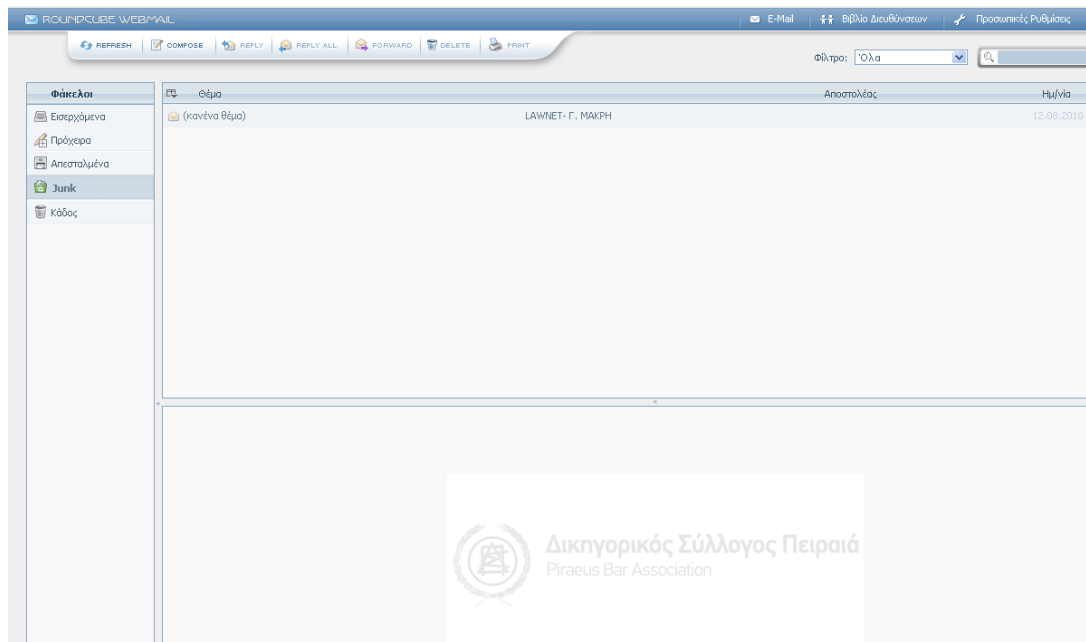 ROUNDCUBE WEBMAIL
E-Mail Βιβλίο Διευθύνσεων Προσωπικές Ρυθμίσεις
REFRESH COMPOSE REPLY REPLY ALL FORWARD DELETE PRINT
Φίλτρο: Όλα
Φάκελοι
Θέμα Αποστολέας Ημ/νία
Εισερχόμενα
(κανένα θέμα) LAWNET- Γ. ΜΑΚΡΗ 12.08.2010
Πρόχειρα
Απεσταλμένα
Junk
Κάδος
Δικηγορικός Σύλλογος Πειραιά
Piraeus Bar Association